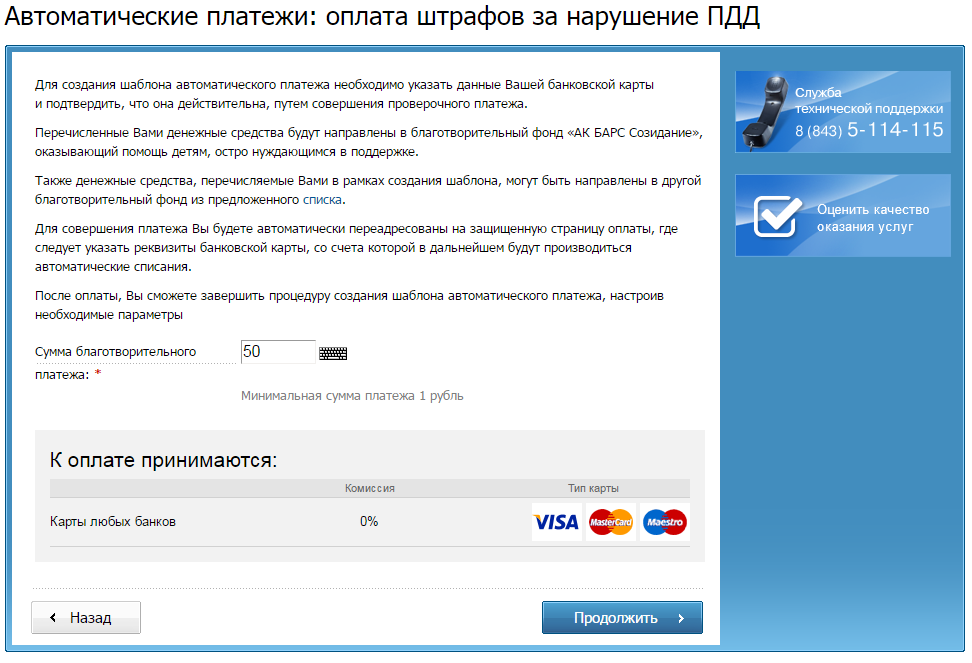 Автоматические платежи: оплата штрафов за нарушение ПДД
Для создания шаблона автоматического платежа необходимо указать данные Вашей банковской карты
и подтвердить, что она действительна, путем совершения проверочного платежа.
Перечисленные Вами денежные средства будут направлены в благотворительный фонд «АК БАРС Созидание»,
оказывающий помощь детям, остро нуждающимся в поддержке.
Также денежные средства, перечисляемые Вами в рамках создания шаблона, могут быть направлены в другой
благотворительный фонд из предложенного списка.
Для совершения платежа Вы будете автоматически переадресованы на защищенную страницу оплаты, где
следует указать реквизиты банковской карты, со счета которой в дальнейшем будут производиться
автоматические списания.
После оплаты, Вы сможете завершить процедуру создания шаблона автоматического платежа, настроив
необходимые параметры
Сумма благотворительного
платежа: *
50
Минимальная сумма платежа 1 рубль
К оплате принимаются:
Комиссия Тип карты
Карты любых банков 0% VISA MasterCard Maestro
Назад
Продолжить
Служба
технической поддержки
8 (843) 5-114-115
Оценить качество
оказания услуг